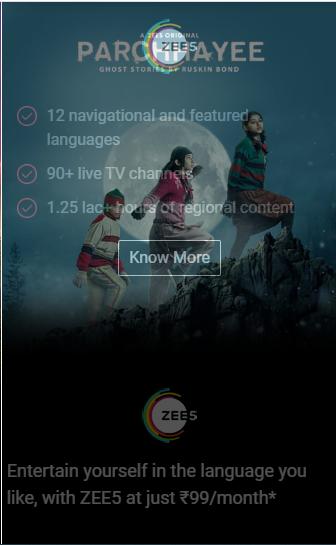 A ZEE5 ORIGINAL
ZEE5
PARCHHAYEE
GHOST STORIES BY RUSKIN BOND
12 navigational and featured
languages
90+ live TV channels
1.25 lac+ hours of regional content
Know More
ZEE5
Entertain yourself in the language you
like, with ZEE5 at just ₹99/month*